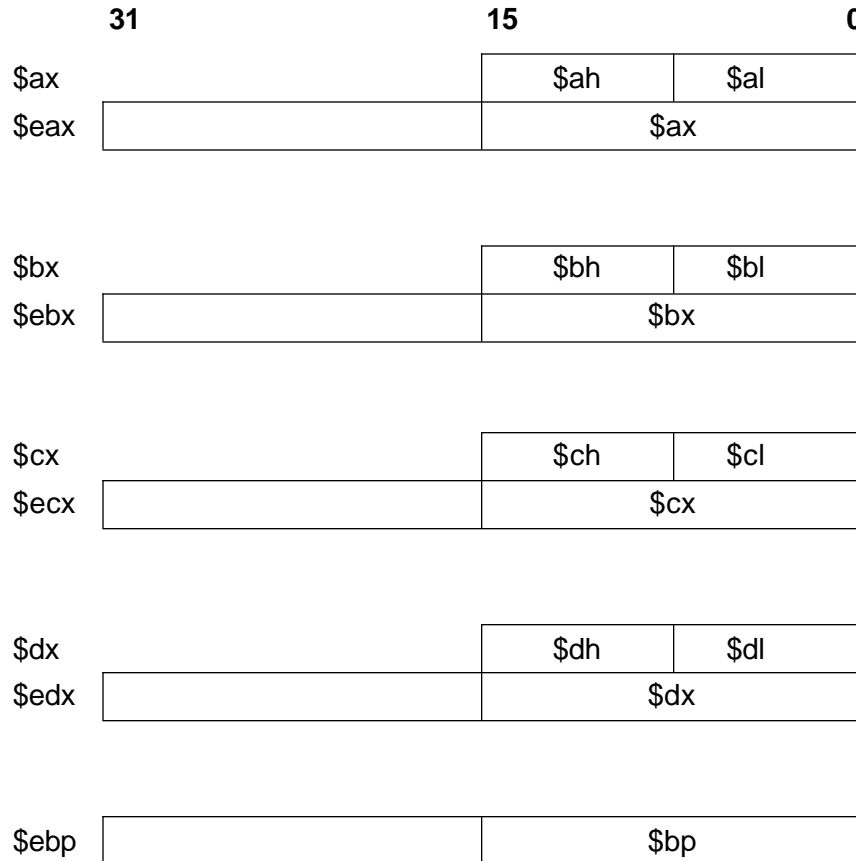 31 15 0
$ax $ah $al
$eax $ax
$bx $bh $bl
$ebx $bx
$cx $ch $cl
$ecx $cx
$dx $dh $dl
$edx $dx
$ebp $bp